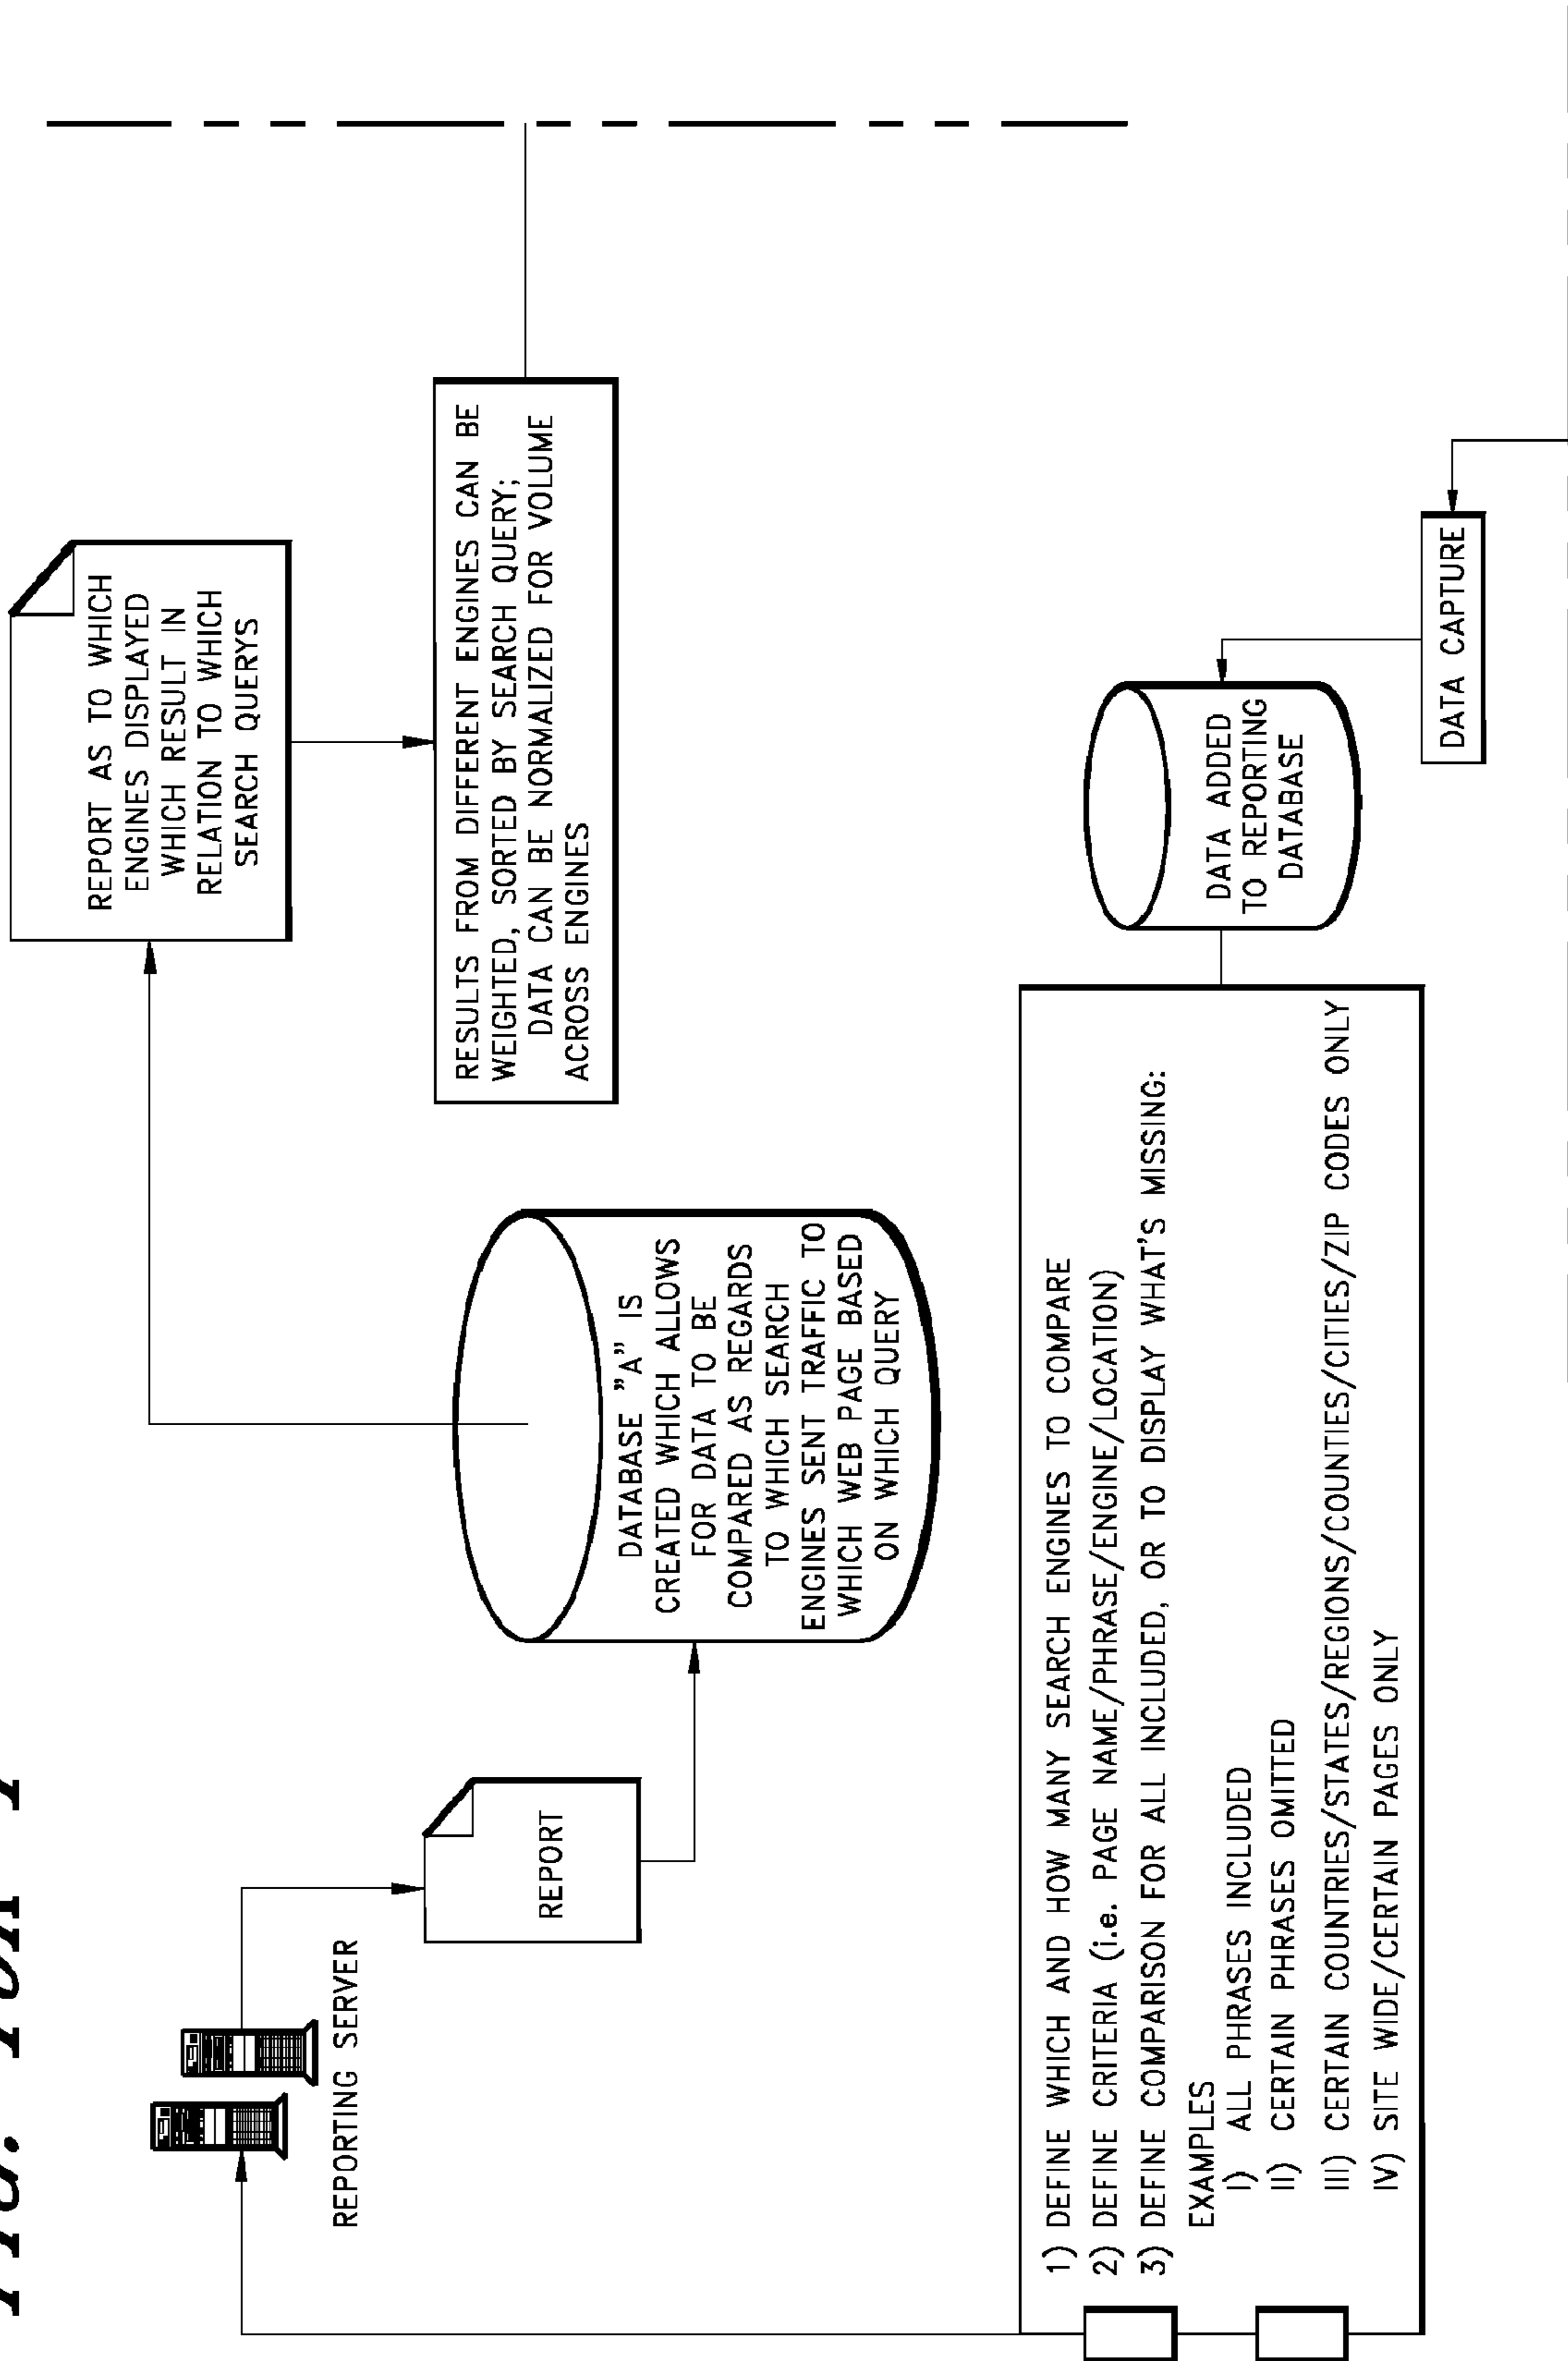 FIG.
REPORTING SERVER
REPORT
DATABASE "A" IS
CREATED WHICH ALLOWS
FOR DATA TO BE
COMPARED AS REGARDS
TO WHICH SEARCH
ENGINES SENT TRAFFIC TO
WHICH WEB PAGE BASED
ON WHICH QUERY
REPORT AS TO WHICH
ENGINES DISPLAYED
WHICH RESULT IN
RELATION TO WHICH
SEARCH QUERYS
RESULTS FROM DIFFERENT ENGINES CAN BE
WEIGHTED, SORTED BY SEARCH QUERY;
DATA CAN BE NORMALIZED FOR VOLUME
ACROSS ENGINES
1) DEFINE WHICH AND HOW MANY SEARCH ENGINES TO COMPARE
2) DEFINE CRITERIA (i.e. PAGE NAME/PHRASE/ENGINE/LOCATION)
3) DEFINE COMPARISON FOR ALL INCLUDED, OR TO DISPLAY WHAT'S MISSING:
EXAMPLES
I) ALL PHRASES INCLUDED
II) CERTAIN PHRASES OMITTED
III) CERTAIN COUNTRIES/STATES/REGIONS/COUNTIES/CITIES/ZIP CODES ONLY
IV) SITE WIDE/CERTAIN PAGES ONLY
DATA ADDED
TO REPORTING
DATABASE
DATA CAPTURE